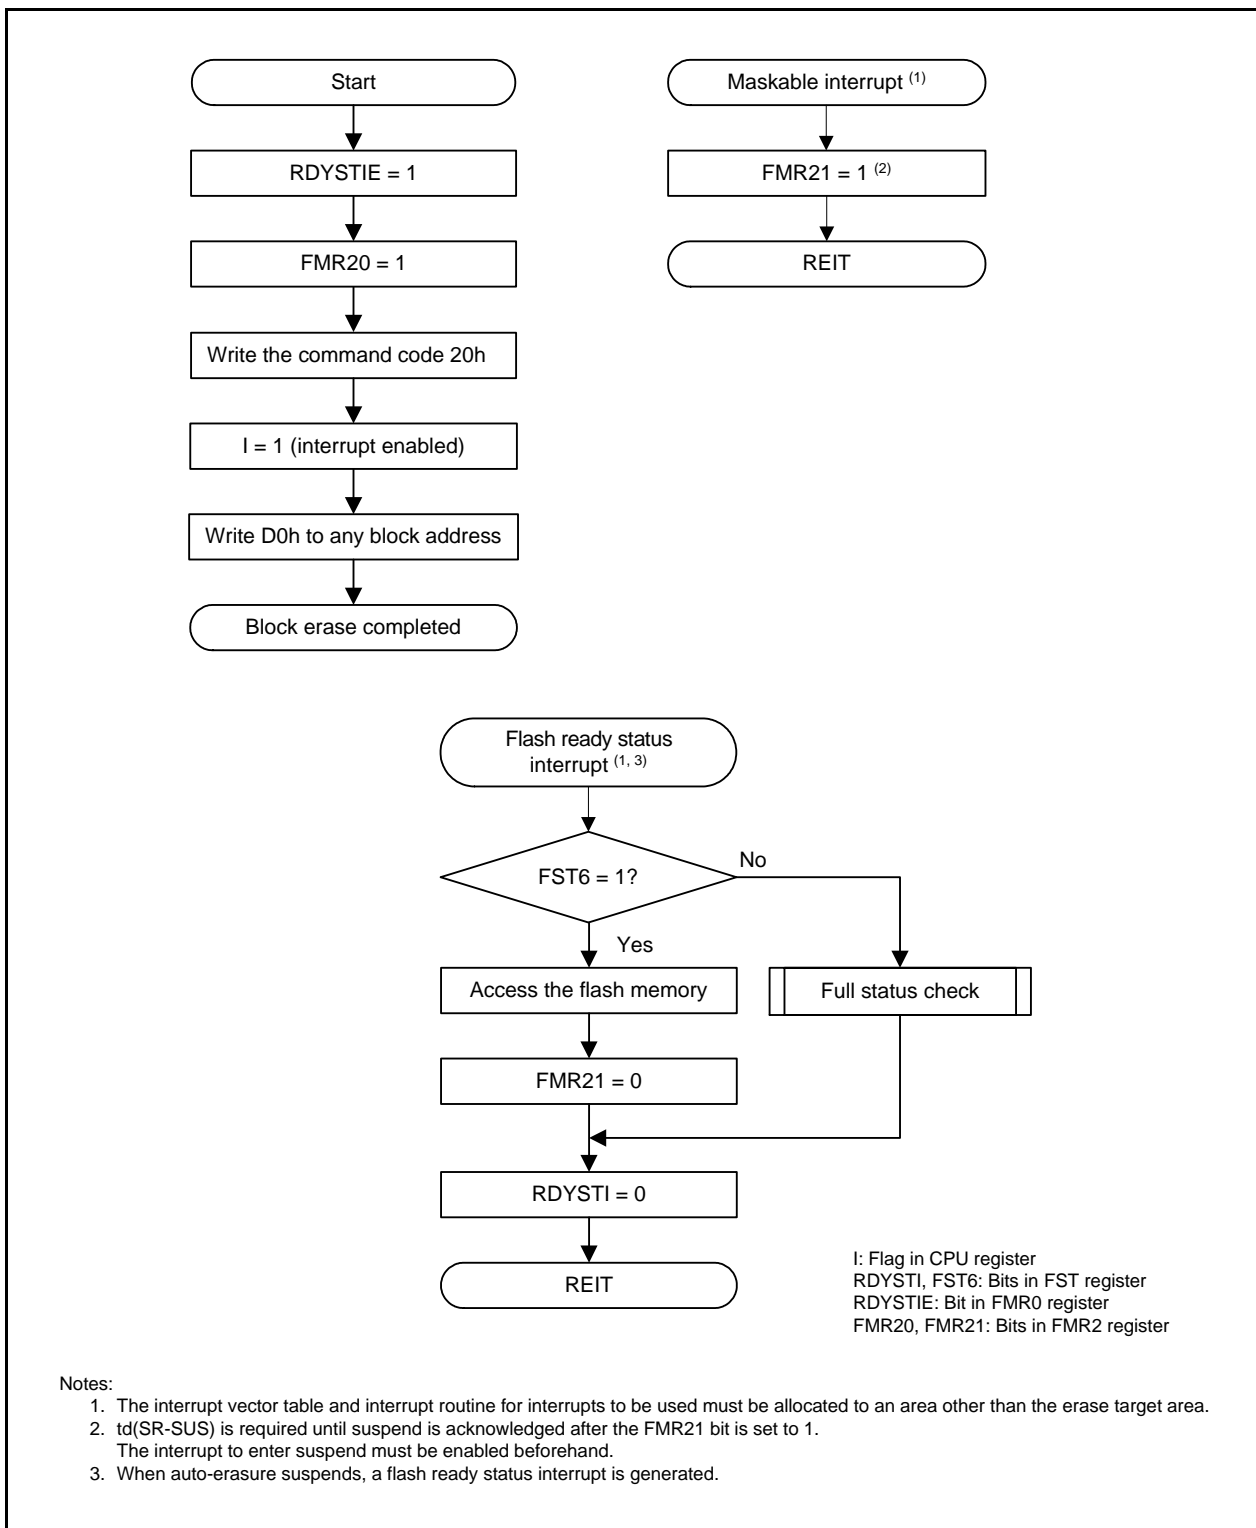 Start
RDYSTIE = 1
FMR20 = 1
Write the command code 20h
I = 1 (interrupt enabled)
Write D0h to any block address
Block erase completed
Maskable interrupt (1)
FMR21 = 1 (2)
REIT
Flash ready status
interrupt (1, 3)
FST6 = 1?
No
Yes
Access the flash memory
Full status check
FMR21 = 0
RDYSTI = 0
REIT
I: Flag in CPU register
RDYSTI, FST6: Bits in FST register
RDYSTIE: Bit in FMR0 register
FMR20, FMR21: Bits in FMR2 register
Notes:
1. The interrupt vector table and interrupt routine for interrupts to be used must be allocated to an area other than the erase target area.
2. td(SR-SUS) is required until suspend is acknowledged after the FMR21 bit is set to 1.
The interrupt to enter suspend must be enabled beforehand.
3. When auto-erasure suspends, a flash ready status interrupt is generated.